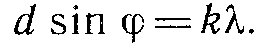 d sin φ = kλ.